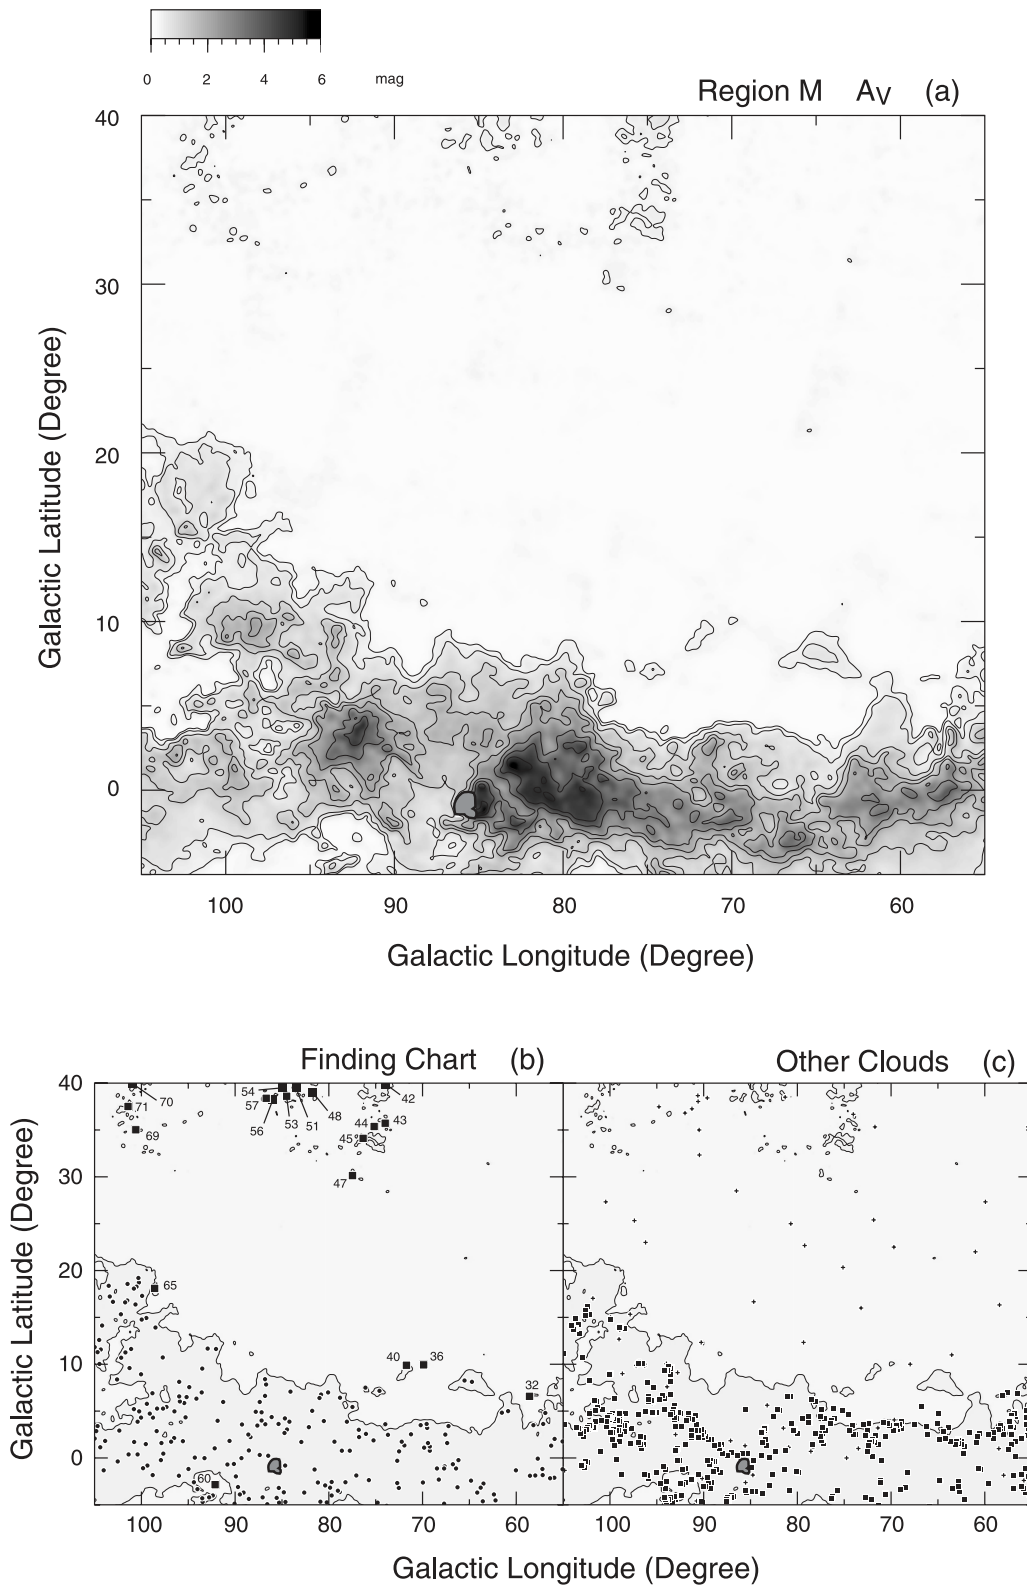 0 2 4 6 mag
Region M AV (a)
40
30
20
10
0
Galactic Latitude (Degree)
100 90 80 70 60
Galactic Longitude (Degree)
Finding Chart (b)
Other Clouds (c)
40
30
20
10
0
Galactic Latitude (Degree)
70
71
69
54
57
56
53
51
48
42
43
44
45
47
65
40
36
32
60
100 90 80 70 60
100 90 80 70 60
Galactic Longitude (Degree)